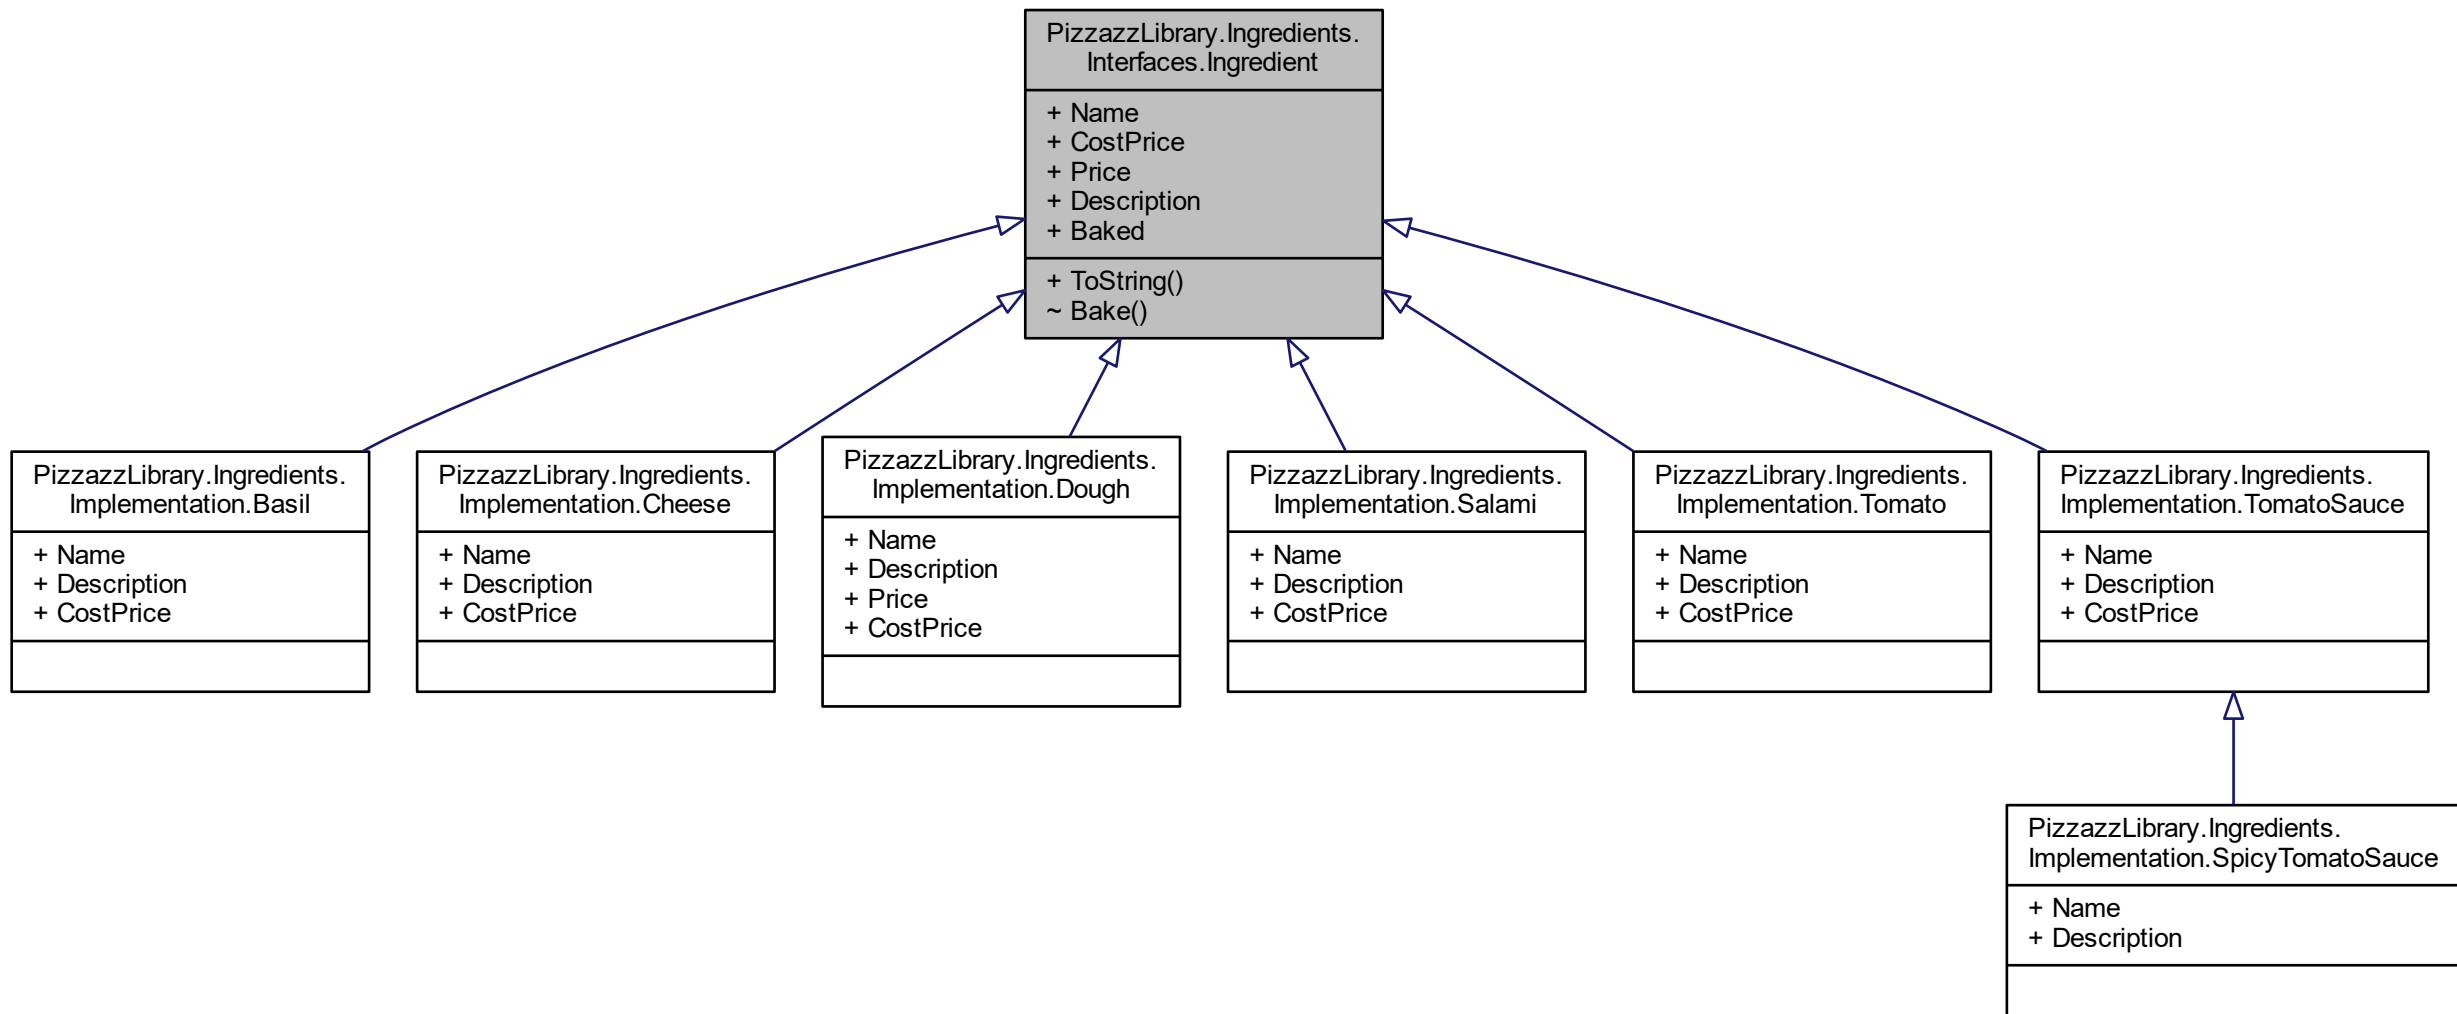 PizzazzLibrary.Ingredients.
Interfaces.Ingredient
+ Name
+ CostPrice
+ Price
+ Description
+ Baked
+ ToString()
~ Bake()
PizzazzLibrary.Ingredients.
Implementation.Basil
+ Name
+ Description
+ CostPrice
PizzazzLibrary.Ingredients.
Implementation.Cheese
+ Name
+ Description
+ CostPrice
PizzazzLibrary.Ingredients.
Implementation.Dough
+ Name
+ Description
+ Price
+ CostPrice
PizzazzLibrary.Ingredients.
Implementation.Salami
+ Name
+ Description
+ CostPrice
PizzazzLibrary.Ingredients.
Implementation.Tomato
+ Name
+ Description
+ CostPrice
PizzazzLibrary.Ingredients.
Implementation.TomatoSauce
+ Name
+ Description
+ CostPrice
PizzazzLibrary.Ingredients.
Implementation.SpicyTomatoSauce
+ Name
+ Description